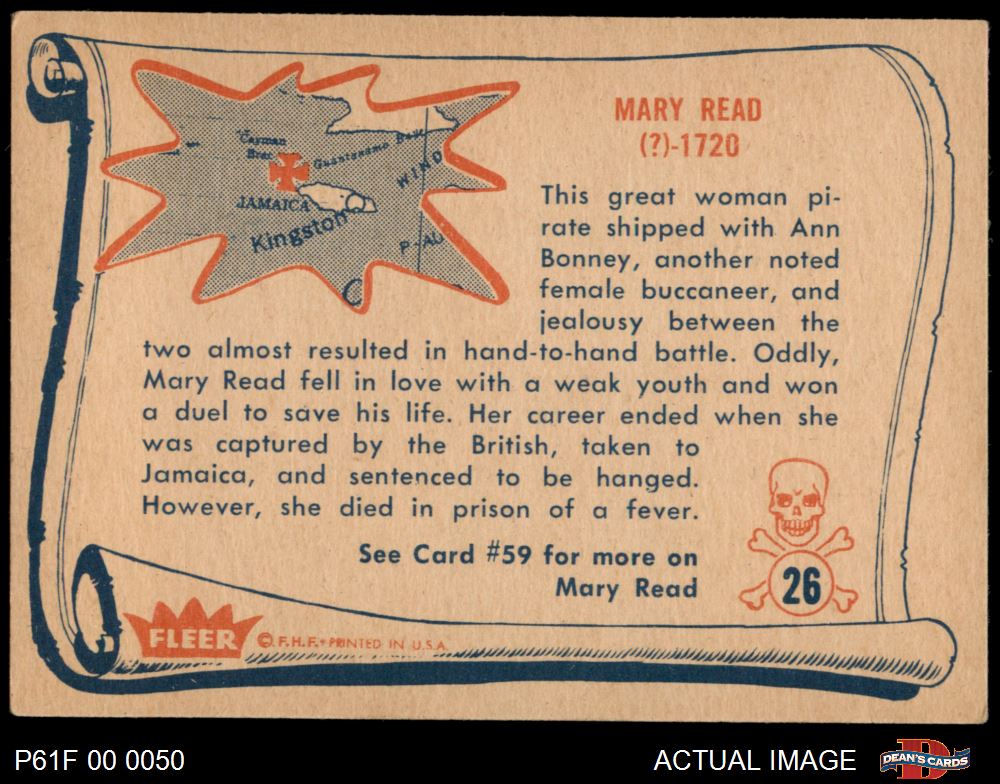 Cayman
Brac
Guantanamo
WIND
JAMAICA
Kingston
P-AU
C
MARY READ
(?)-1720
This great woman pi-
rate shipped with Ann
Bonney, another noted
female buccaneer, and
jealousy between the
two almost resulted in hand-to-hand battle. Oddly,
Mary Read fell in love with a weak youth and won
a duel to save his life. Her career ended when she
was captured by the British, taken to
Jamaica, and sentenced to be hanged.
However, she died in prison of a fever.
See Card #59 for more on
Mary Read
26
FLEER
© F.H.F. • PRINTED IN U.S.A.
P61F 00 0050
ACTUAL IMAGE
DEAN'S CARDS